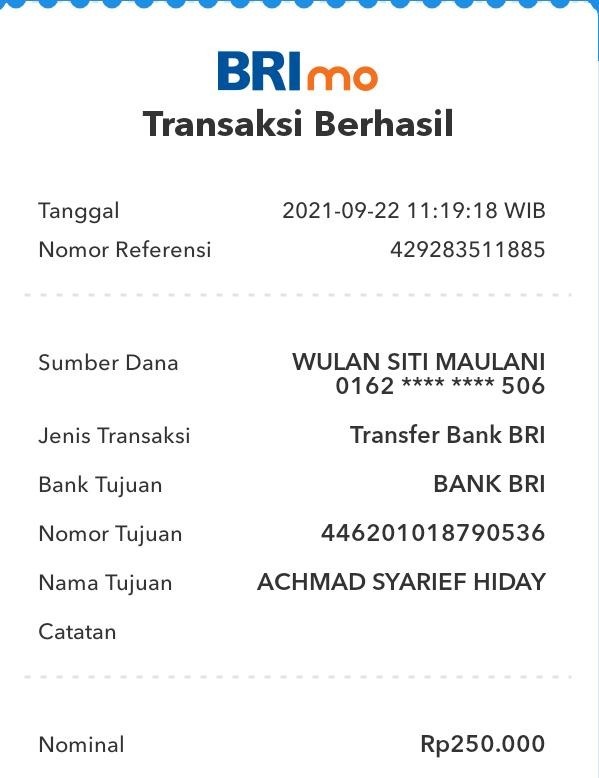 BRImo
Transaksi Berhasil
Tanggal 2021-09-22 11:19:18 WIB
Nomor Referensi 429283511885
Sumber Dana WULAN SITI MAULANI
0162 **** **** 506
Jenis Transaksi Transfer Bank BRI
Bank Tujuan BANK BRI
Nomor Tujuan 446201018790536
Nama Tujuan ACHMAD SYARIEF HIDAY
Catatan
Nominal Rp250.000